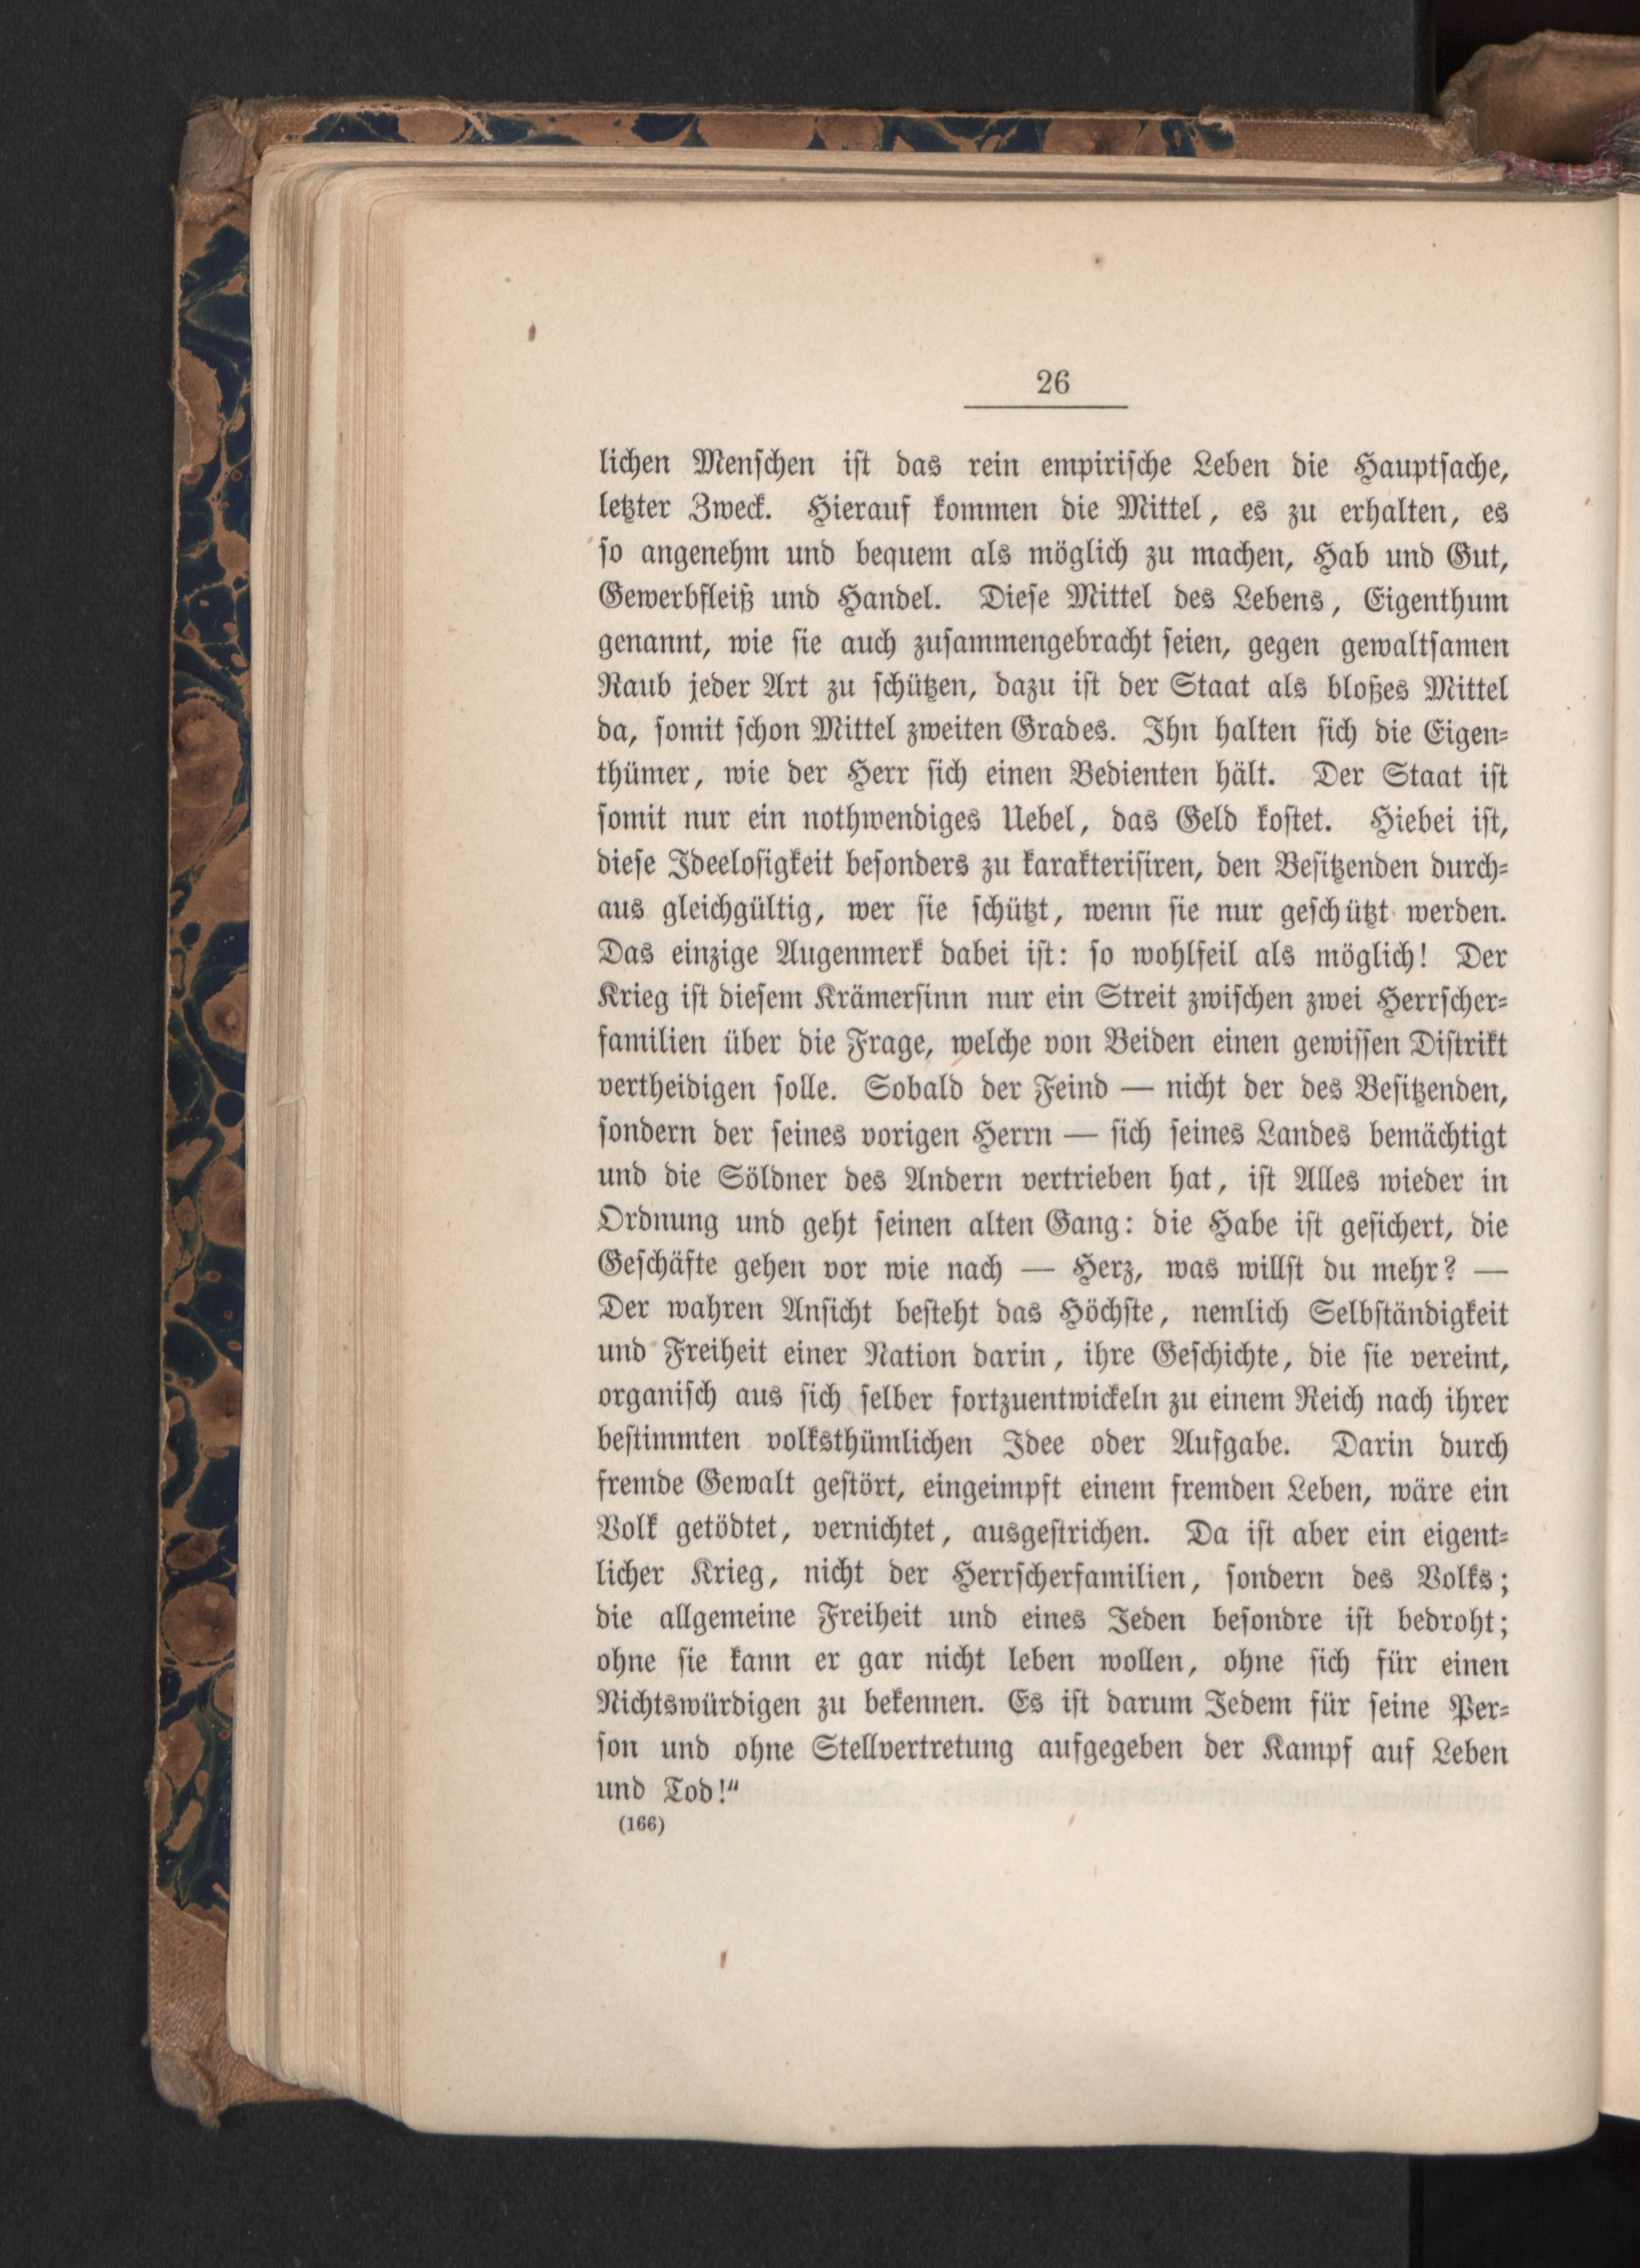 26
lichen Menschen ist das rein empirische Leben die Hauptsache,
letzter Zweck. Hierauf kommen die Mittel, es zu erhalten, es
so angenehm und bequem als möglich zu machen, Hab und Gut,
Gewerbfleiß und Handel. Diese Mittel des Lebens, Eigenthum
genannt, wie sie auch zusammengebracht seien, gegen gewaltsamen
Raub jeder Art zu schützen, dazu ist der Staat als bloßes Mittel
da, somit schon Mittel zweiten Grades. Ihn halten sich die Eigen-
thümer, wie der Herr sich einen Bedienten hält. Der Staat ist
somit nur ein nothwendiges Uebel, das Geld kostet. Hiebei ist,
diese Ideelosigkeit besonders zu karakterisiren, den Besitzenden durch-
aus gleichgültig, wer sie schützt, wenn sie nur geschützt werden.
Das einzige Augenmerk dabei ist: so wohlfeil als möglich! Der
Krieg ist diesem Krämersinn nur ein Streit zwischen zwei Herrscher-
familien über die Frage, welche von Beiden einen gewissen Distrikt
vertheidigen solle. Sobald der Feind — nicht der des Besitzenden,
sondern der seines vorigen Herrn — sich seines Landes bemächtigt
und die Söldner des Andern vertrieben hat, ist Alles wieder in
Ordnung und geht seinen alten Gang: die Habe ist gesichert, die
Geschäfte gehen vor wie nach — Herz, was willst du mehr? —
Der wahren Ansicht besteht das Höchste, nemlich Selbständigkeit
und Freiheit einer Nation darin, ihre Geschichte, die sie vereint,
organisch aus sich selber fortzuentwickeln zu einem Reich nach ihrer
bestimmten volksthümlichen Idee oder Aufgabe. Darin durch
fremde Gewalt gestört, eingeimpft einem fremden Leben, wäre ein
Volk getödtet, vernichtet, ausgestrichen. Da ist aber ein eigent-
licher Krieg, nicht der Herrscherfamilien, sondern des Volks;
die allgemeine Freiheit und eines Jeden besondre ist bedroht;
ohne sie kann er gar nicht leben wollen, ohne sich für einen
Nichtswürdigen zu bekennen. Es ist darum Jedem für seine Per-
son und ohne Stellvertretung aufgegeben der Kampf auf Leben
und Tod!“
(166)